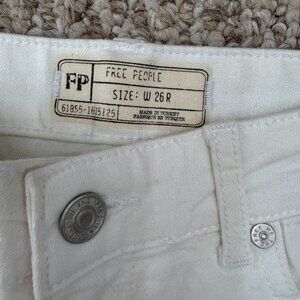 FP
FREE PEOPLE
SIZE: W 26 R
MADE IN TURKEY
FABRIQUE EN TURQUIE